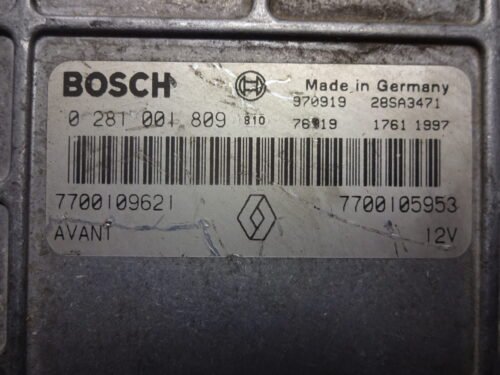 BOSCH Made in Germany
970919 28SA3471
0 281 001 809 810 76919 1761 1997
7700109621 7700105953
AVANT 12V